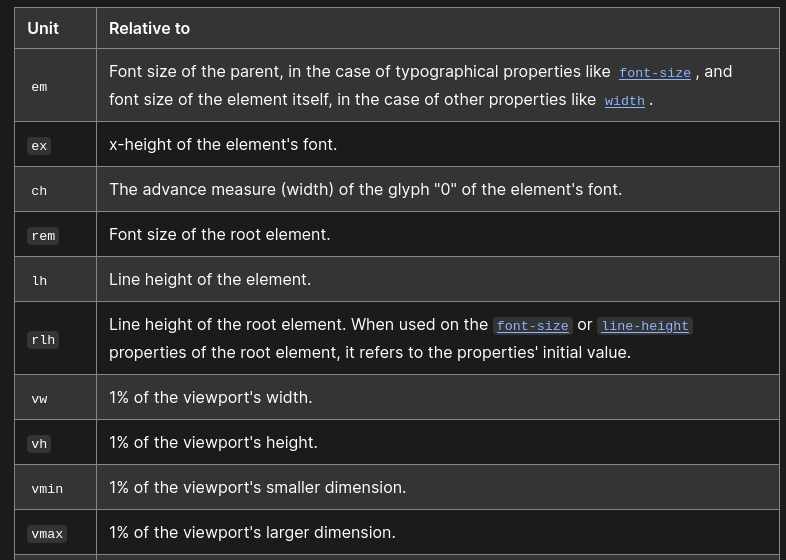 Unit Relative to
em Font size of the parent, in the case of typographical properties like font-size , and
font size of the element itself, in the case of other properties like width .
ex x-height of the element's font.
ch The advance measure (width) of the glyph "0" of the element's font.
rem Font size of the root element.
lh Line height of the element.
rlh Line height of the root element. When used on the font-size or line-height
properties of the root element, it refers to the properties' initial value.
vw 1% of the viewport's width.
vh 1% of the viewport's height.
vmin 1% of the viewport's smaller dimension.
vmax 1% of the viewport's larger dimension.